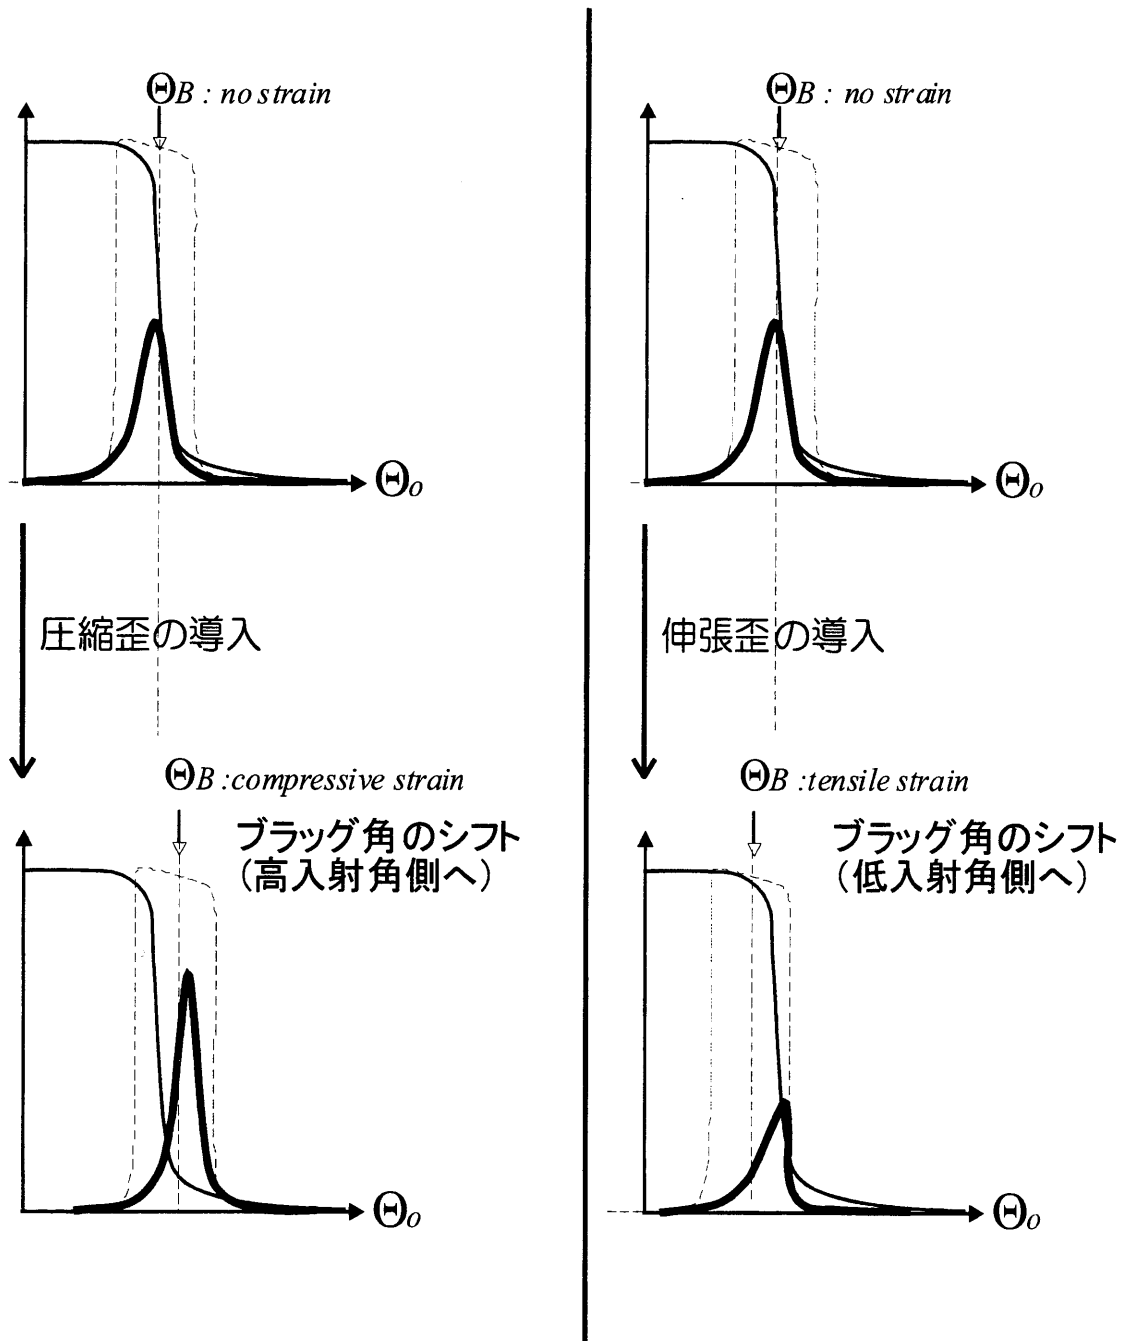 ΘB : no strain
Θo
圧縮歪の導入
ΘB :compressive strain
ブラッグ角のシフト
(高入射角側へ)
Θo
ΘB : no strain
Θo
伸張歪の導入
ΘB :tensile strain
ブラッグ角のシフト
(低入射角側へ)
Θo